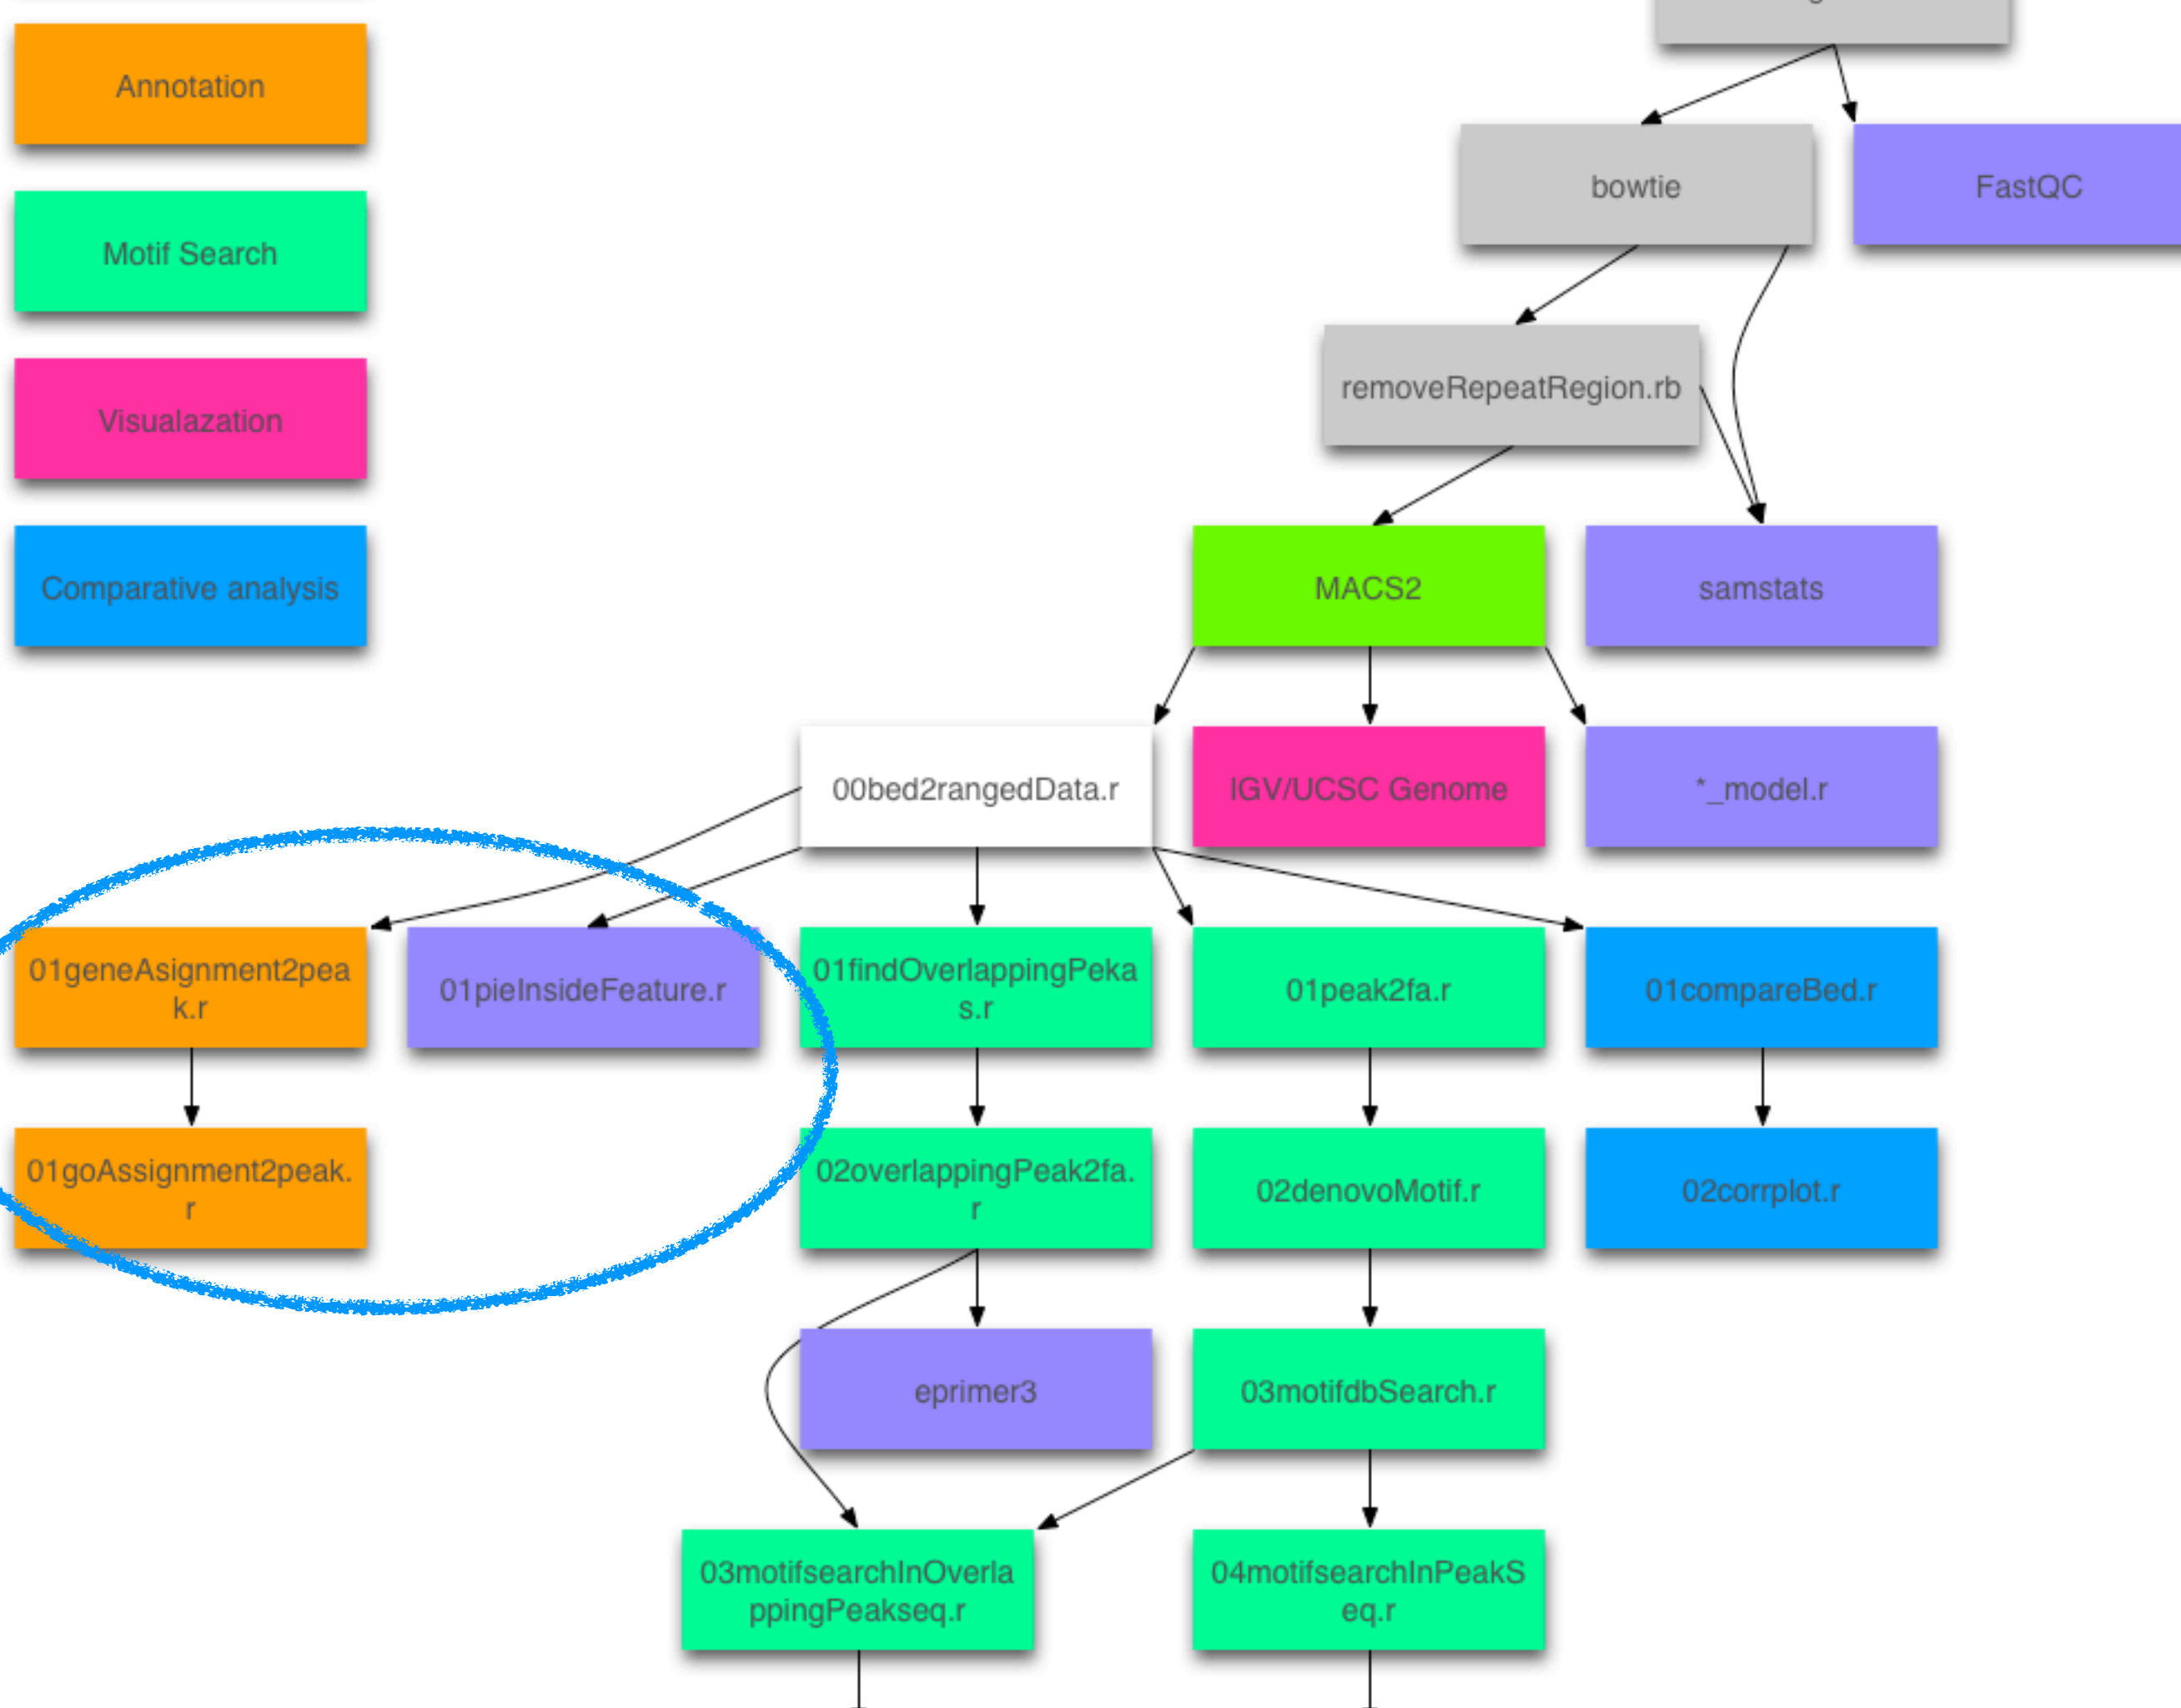 Annotation
Motif Search
Visualazation
Comparative analysis
bowtie
FastQC
removeRepeatRegion.rb
MACS2
samstats
00bed2rangedData.r
IGV/UCSC Genome
*_model.r
01geneAsignment2pea
k.r
01pieInsideFeature.r
01findOverlappingPeka
s.r
01peak2fa.r
01compareBed.r
01goAssignment2peak.
r
02overlappingPeak2fa.
r
02denovoMotif.r
02corrplot.r
eprimer3
03motifdbSearch.r
03motifsearchInOverla
ppingPeakseq.r
04motifsearchInPeakS
eq.r